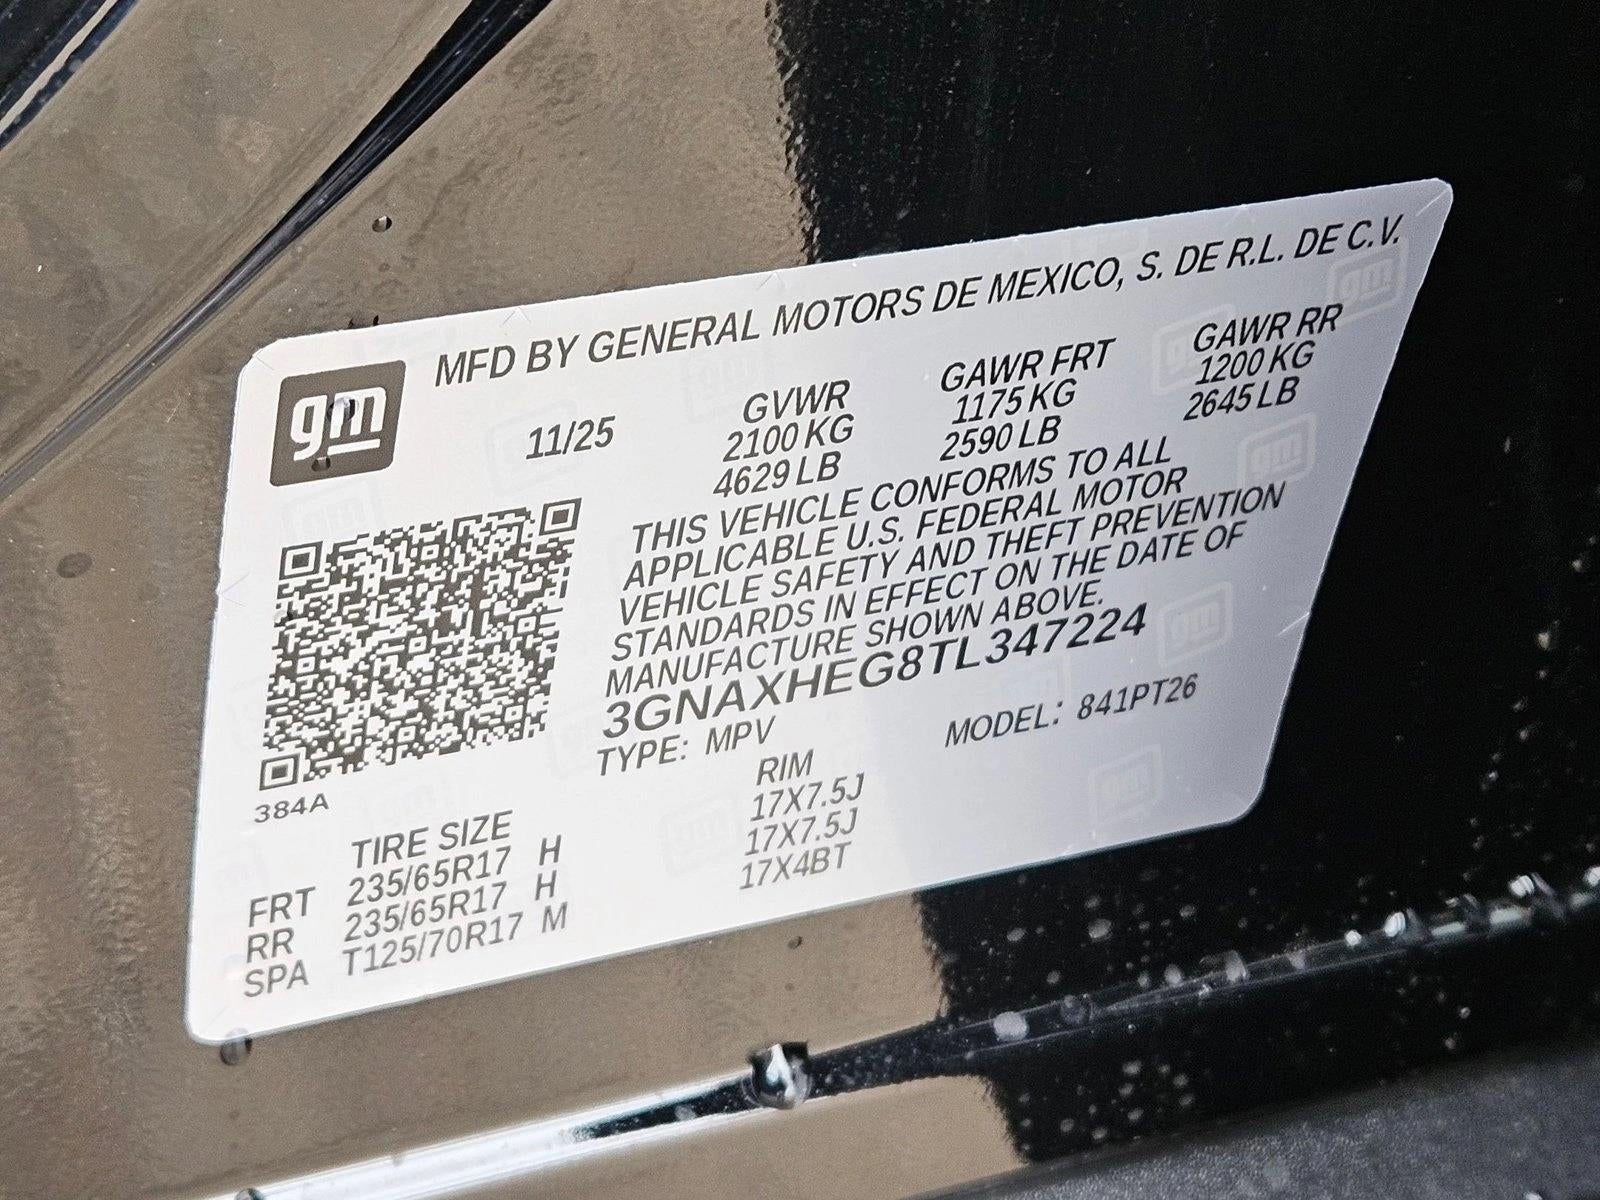 MFD BY GENERAL MOTORS DE MEXICO, S. DE R.L. DE C.V.
gm
11/25
GVWR GAWR FRT GAWR RR
2100 KG 1175 KG 1200 KG
4629 LB 2590 LB 2645 LB
THIS VEHICLE CONFORMS TO ALL
APPLICABLE U.S. FEDERAL MOTOR
VEHICLE SAFETY AND THEFT PREVENTION
STANDARDS IN EFFECT ON THE DATE OF
MANUFACTURE SHOWN ABOVE.
3GNAXHEG8TL347224
TYPE: MPV MODEL: 841PT26
384A
TIRE SIZE RIM
FRT 235/65R17 H 17X7.5J
RR 235/65R17 H 17X7.5J
SPA T125/70R17 M 17X4BT